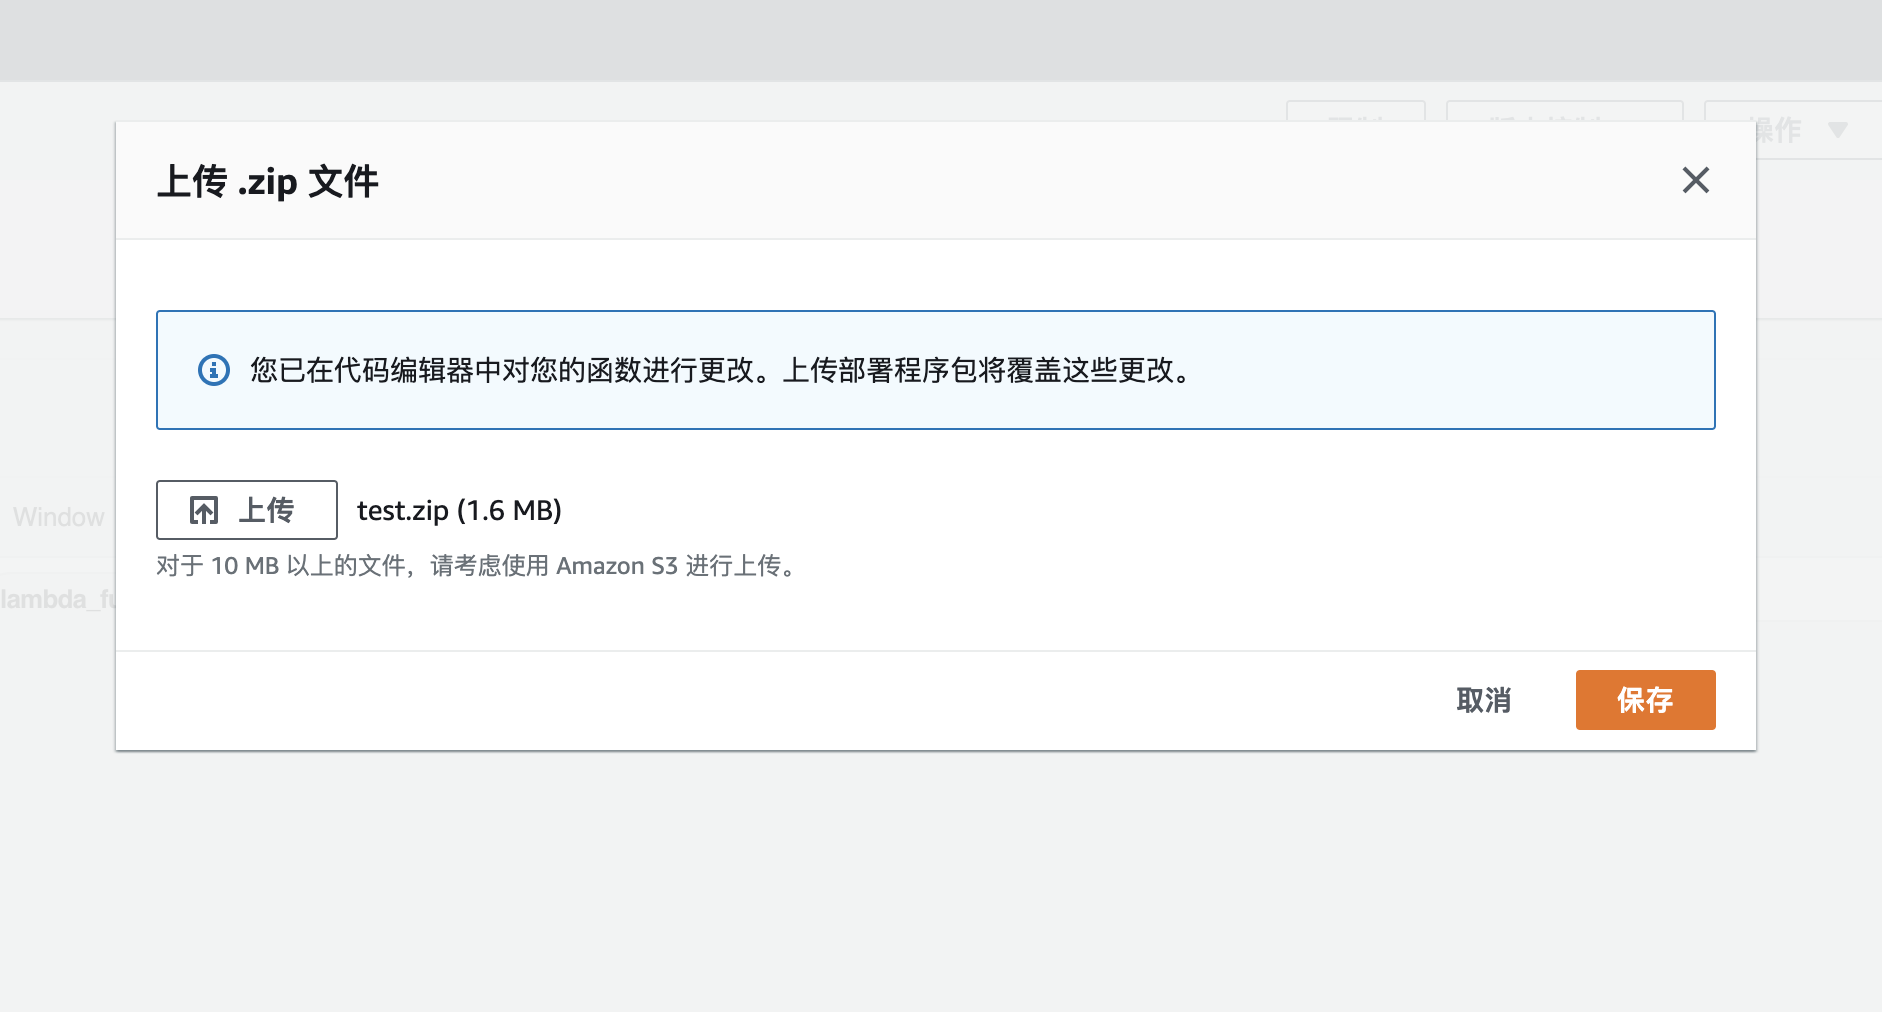 操作
上传 .zip 文件
您已在代码编辑器中对您的函数进行更改。上传部署程序包将覆盖这些更改。
Window
上传 test.zip (1.6 MB)
对于 10 MB 以上的文件，请考虑使用 Amazon S3 进行上传。
lambda_fu
取消 保存